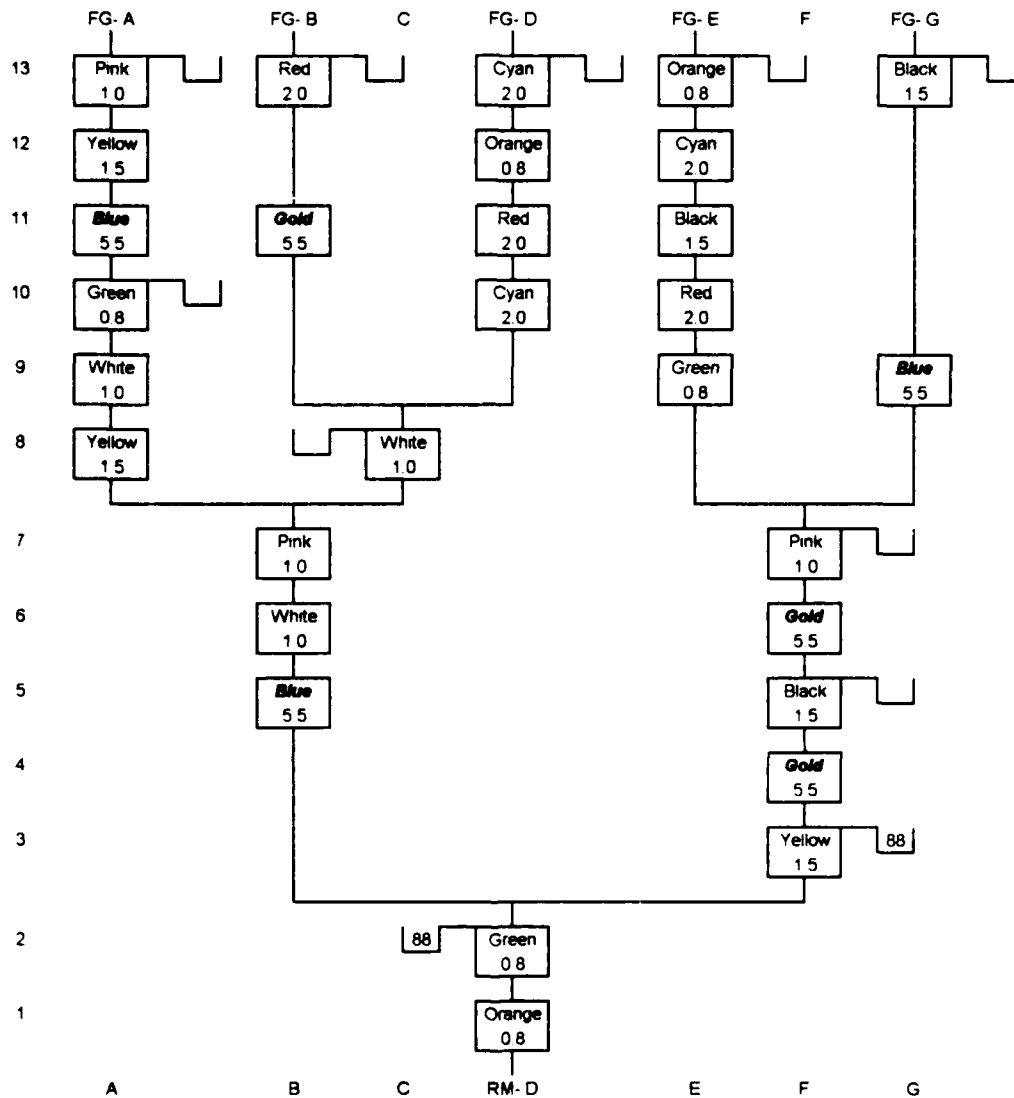 FG- A FG- B C FG- D FG- E F FG- G
13 Pink Red Cyan Orange Black
1 0 2 0 2 0 0 8 1 5
12 Yellow Orange Cyan
1 5 0 8 2.0
11 Blue Gold Red Black
5 5 5 5 2 0 1 5
10 Green Cyan Red
0 8 2.0 2.0
9 White Green Blue
1 0 0 8 5 5
8 Yellow White
1 5 1.0
7 Pink Pink
1 0 1 0
6 White Gold
1 0 5 5
5 Blue Black
5 5 1 5
4 Gold
5 5
3 Yellow 88
1 5
2 88 Green
0 8
1 Orange
0 8
A B C RM- D E F G